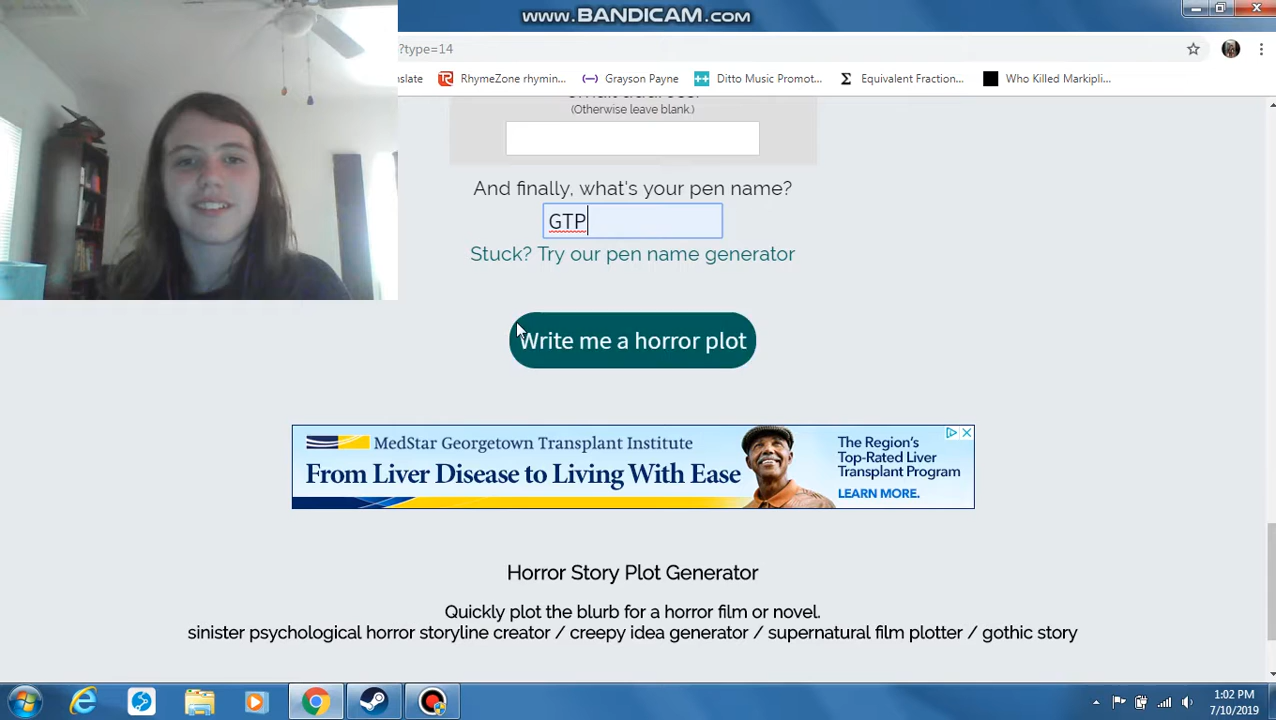 www.BANDICAM.com
?type=14
nslate
RhymeZone rhymin...
Grayson Payne
Ditto Music Promot...
Equivalent Fraction...
Who Killed Markipli...
(Otherwise leave blank.)
And finally, what's your pen name?
GTP
Stuck? Try our pen name generator
Write me a horror plot
MedStar Georgetown Transplant Institute
From Liver Disease to Living With Ease
The Region's
Top-Rated Liver
Transplant Program
LEARN MORE.
Horror Story Plot Generator
Quickly plot the blurb for a horror film or novel.
sinister psychological horror storyline creator / creepy idea generator / supernatural film plotter / gothic story
1:02 PM
7/10/2019